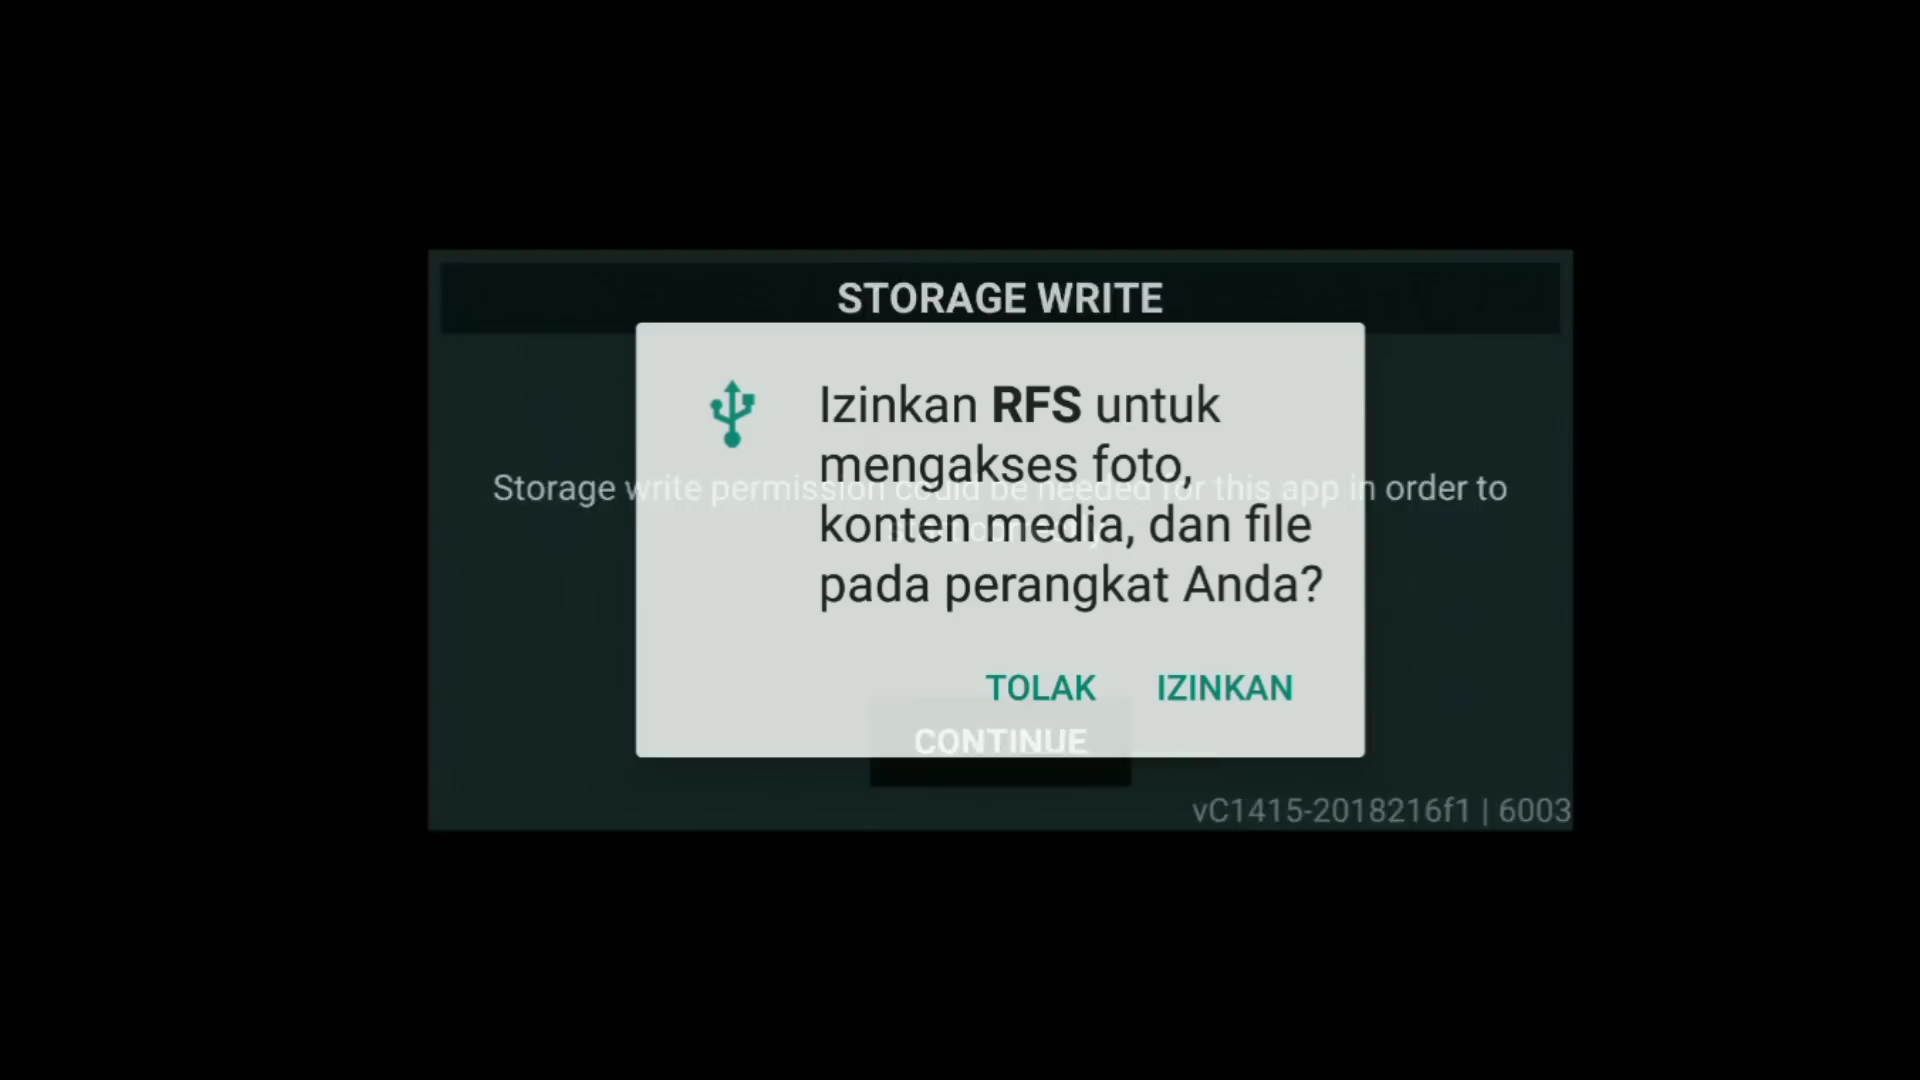 STORAGE WRITE
Izinkan RFS untuk
mengakses foto,
konten media, dan file
pada perangkat Anda?
Storage write permission could be needed for this app in order to
TOLAK IZINKAN
CONTINUE
vC1415-2018216f1 | 6003